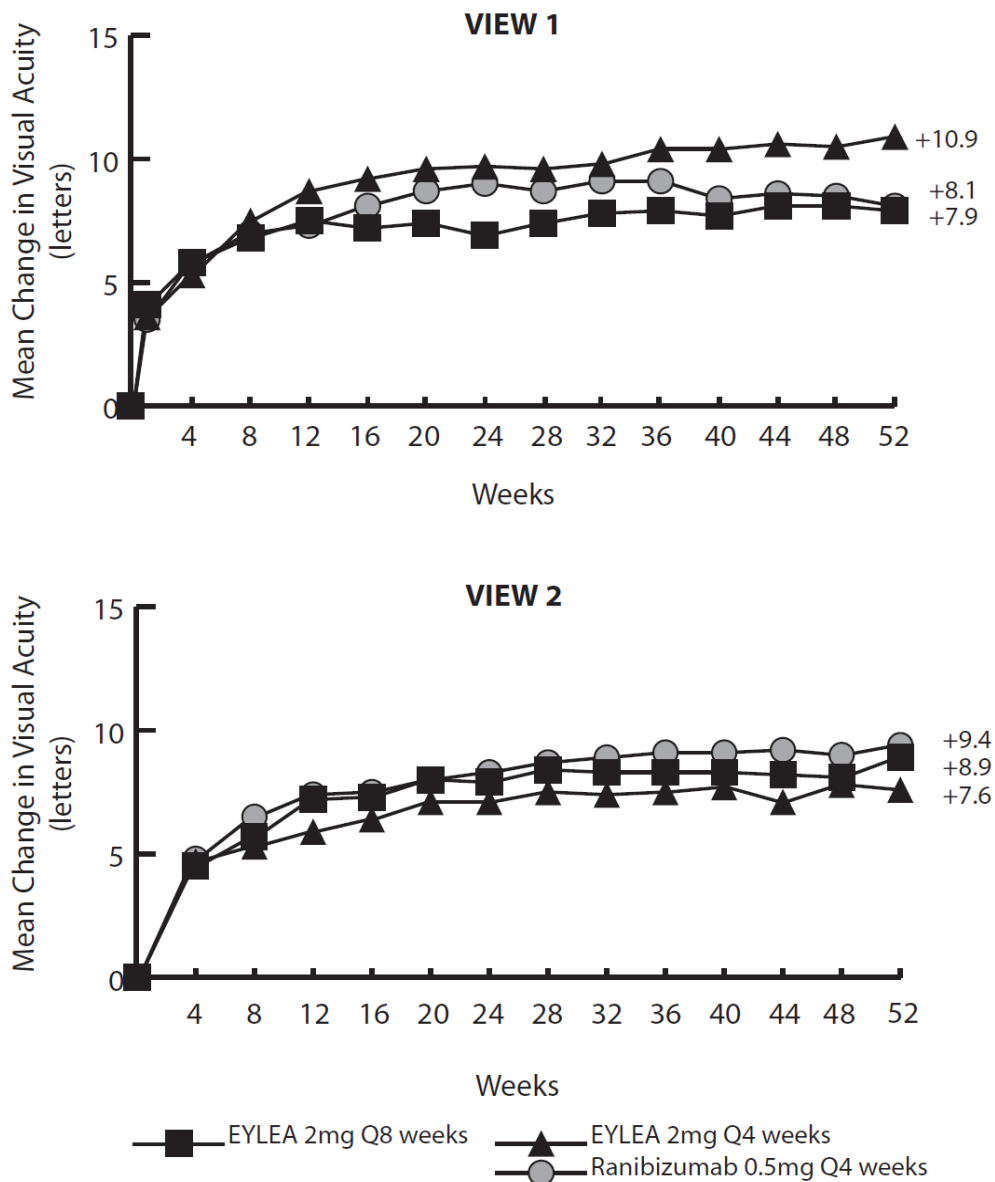 VIEW 1
Mean Change in Visual Acuity
(letters)
15
10
5
0
+10.9
+8.1
+7.9
4 8 12 16 20 24 28 32 36 40 44 48 52
Weeks
VIEW 2
Mean Change in Visual Acuity
(letters)
15
10
5
0
+9.4
+8.9
+7.6
4 8 12 16 20 24 28 32 36 40 44 48 52
Weeks
EYLEA 2mg Q8 weeks
EYLEA 2mg Q4 weeks
Ranibizumab 0.5mg Q4 weeks